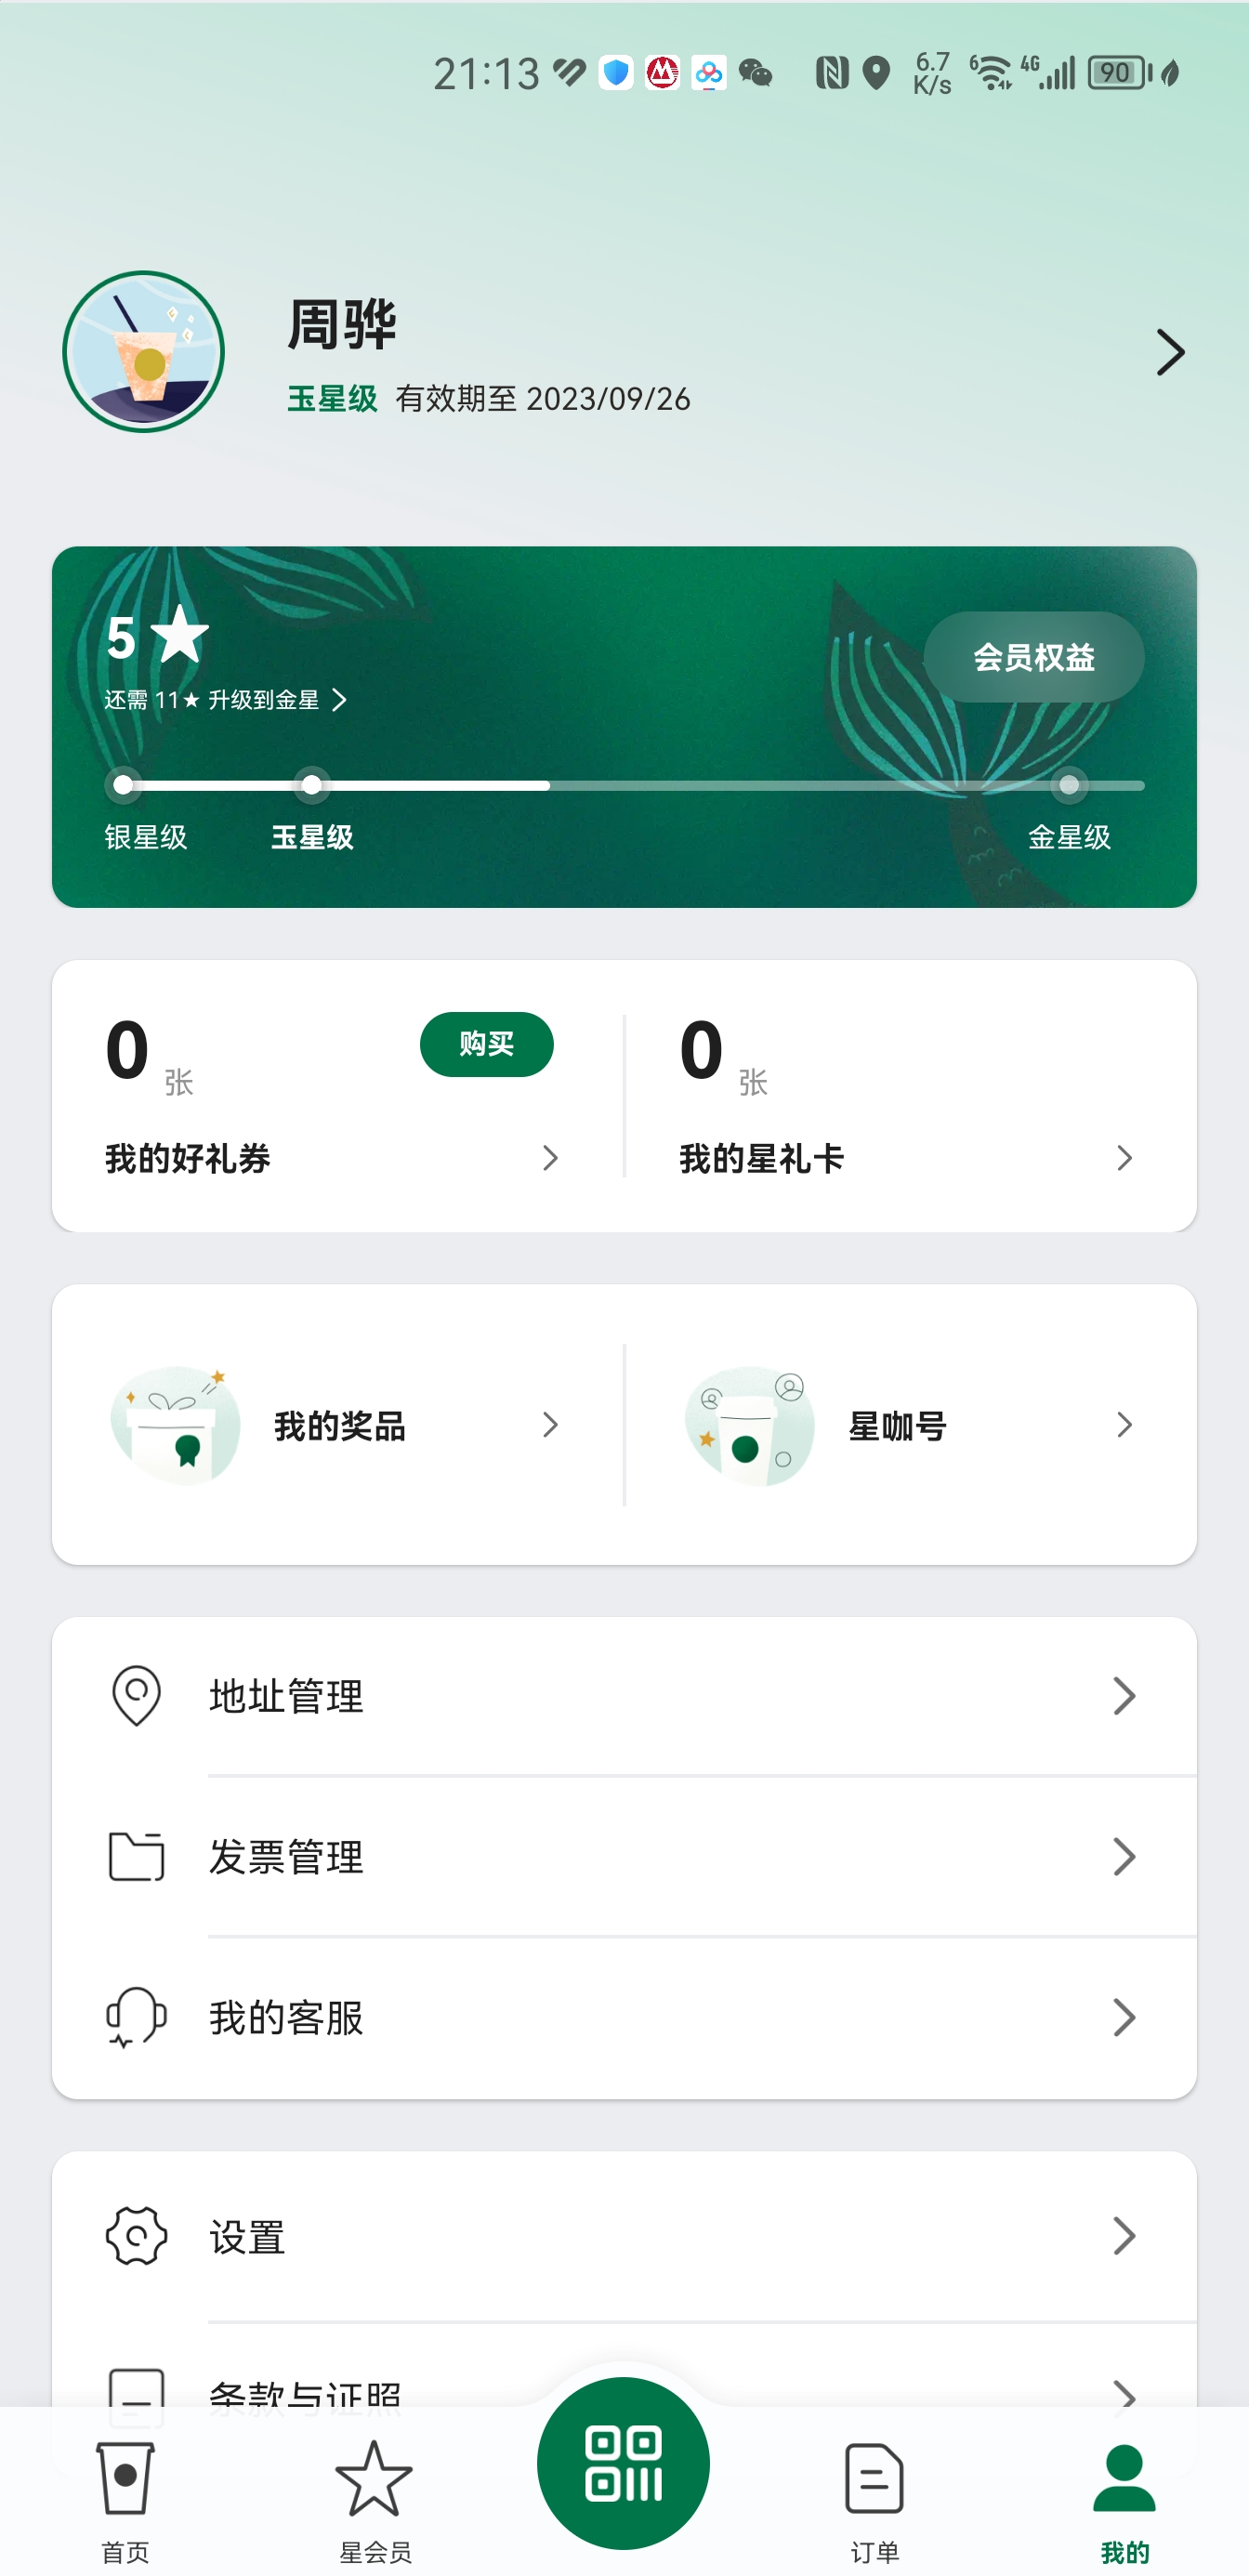 21:13 6.7 K/s 6 4G 90
周骅
玉星级 有效期至 2023/09/26
5★ 会员权益
还需 11★ 升级到金星
银星级 玉星级 金星级
0 张 购买 0 张
我的好礼券 我的星礼卡
我的奖品 星咖号
地址管理
发票管理
我的客服
设置
条款与证照
首页 星会员 订单 我的